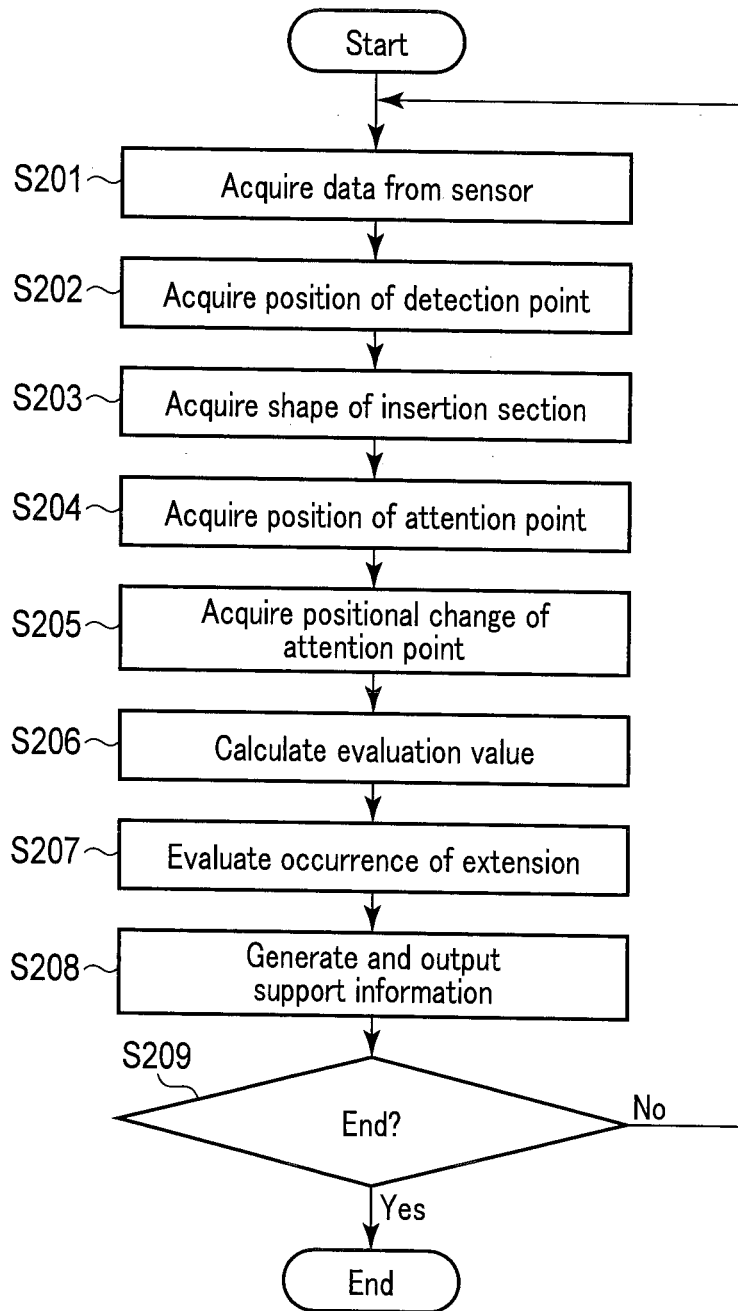 Start
S201
Acquire data from sensor
S202
Acquire position of detection point
S203
Acquire shape of insertion section
S204
Acquire position of attention point
S205
Acquire positional change of
attention point
S206
Calculate evaluation value
S207
Evaluate occurrence of extension
S208
Generate and output
support information
S209
End?
No
Yes
End